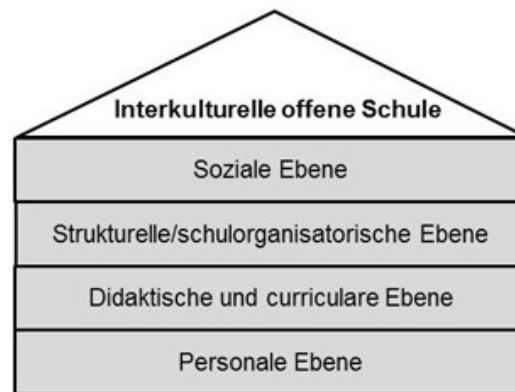 Interkulturelle offene Schule
Soziale Ebene
Strukturelle/schulorganisatorische Ebene
Didaktische und curriculare Ebene
Personale Ebene